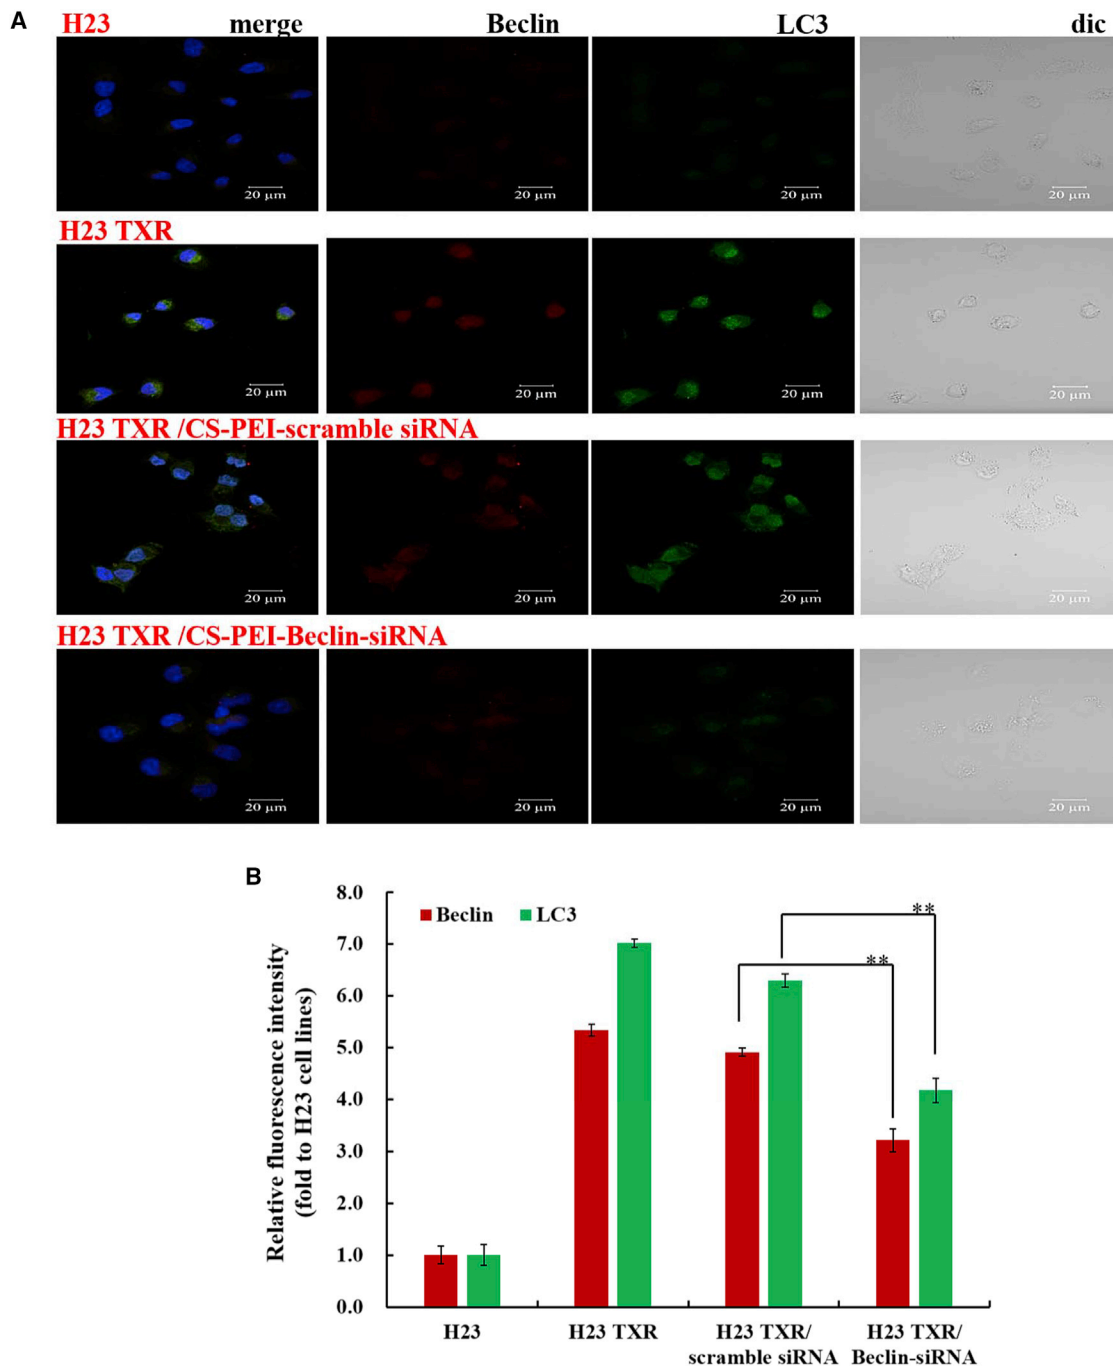 A
H23 merge Beclin LC3 dic
20 μm 20 μm 20 μm 20 μm
H23 TXR
20 μm 20 μm 20 μm 20 μm
H23 TXR /CS-PEI-scramble siRNA
20 μm 20 μm 20 μm 20 μm
H23 TXR /CS-PEI-Beclin-siRNA
20 μm 20 μm 20 μm 20 μm
B
Relative fluorescence intensity
(fold to H23 cell lines)
8.0
7.0
6.0
5.0
4.0
3.0
2.0
1.0
0.0
Beclin LC3
**
**
H23 H23 TXR H23 TXR/ H23 TXR/
scramble siRNA Beclin-siRNA